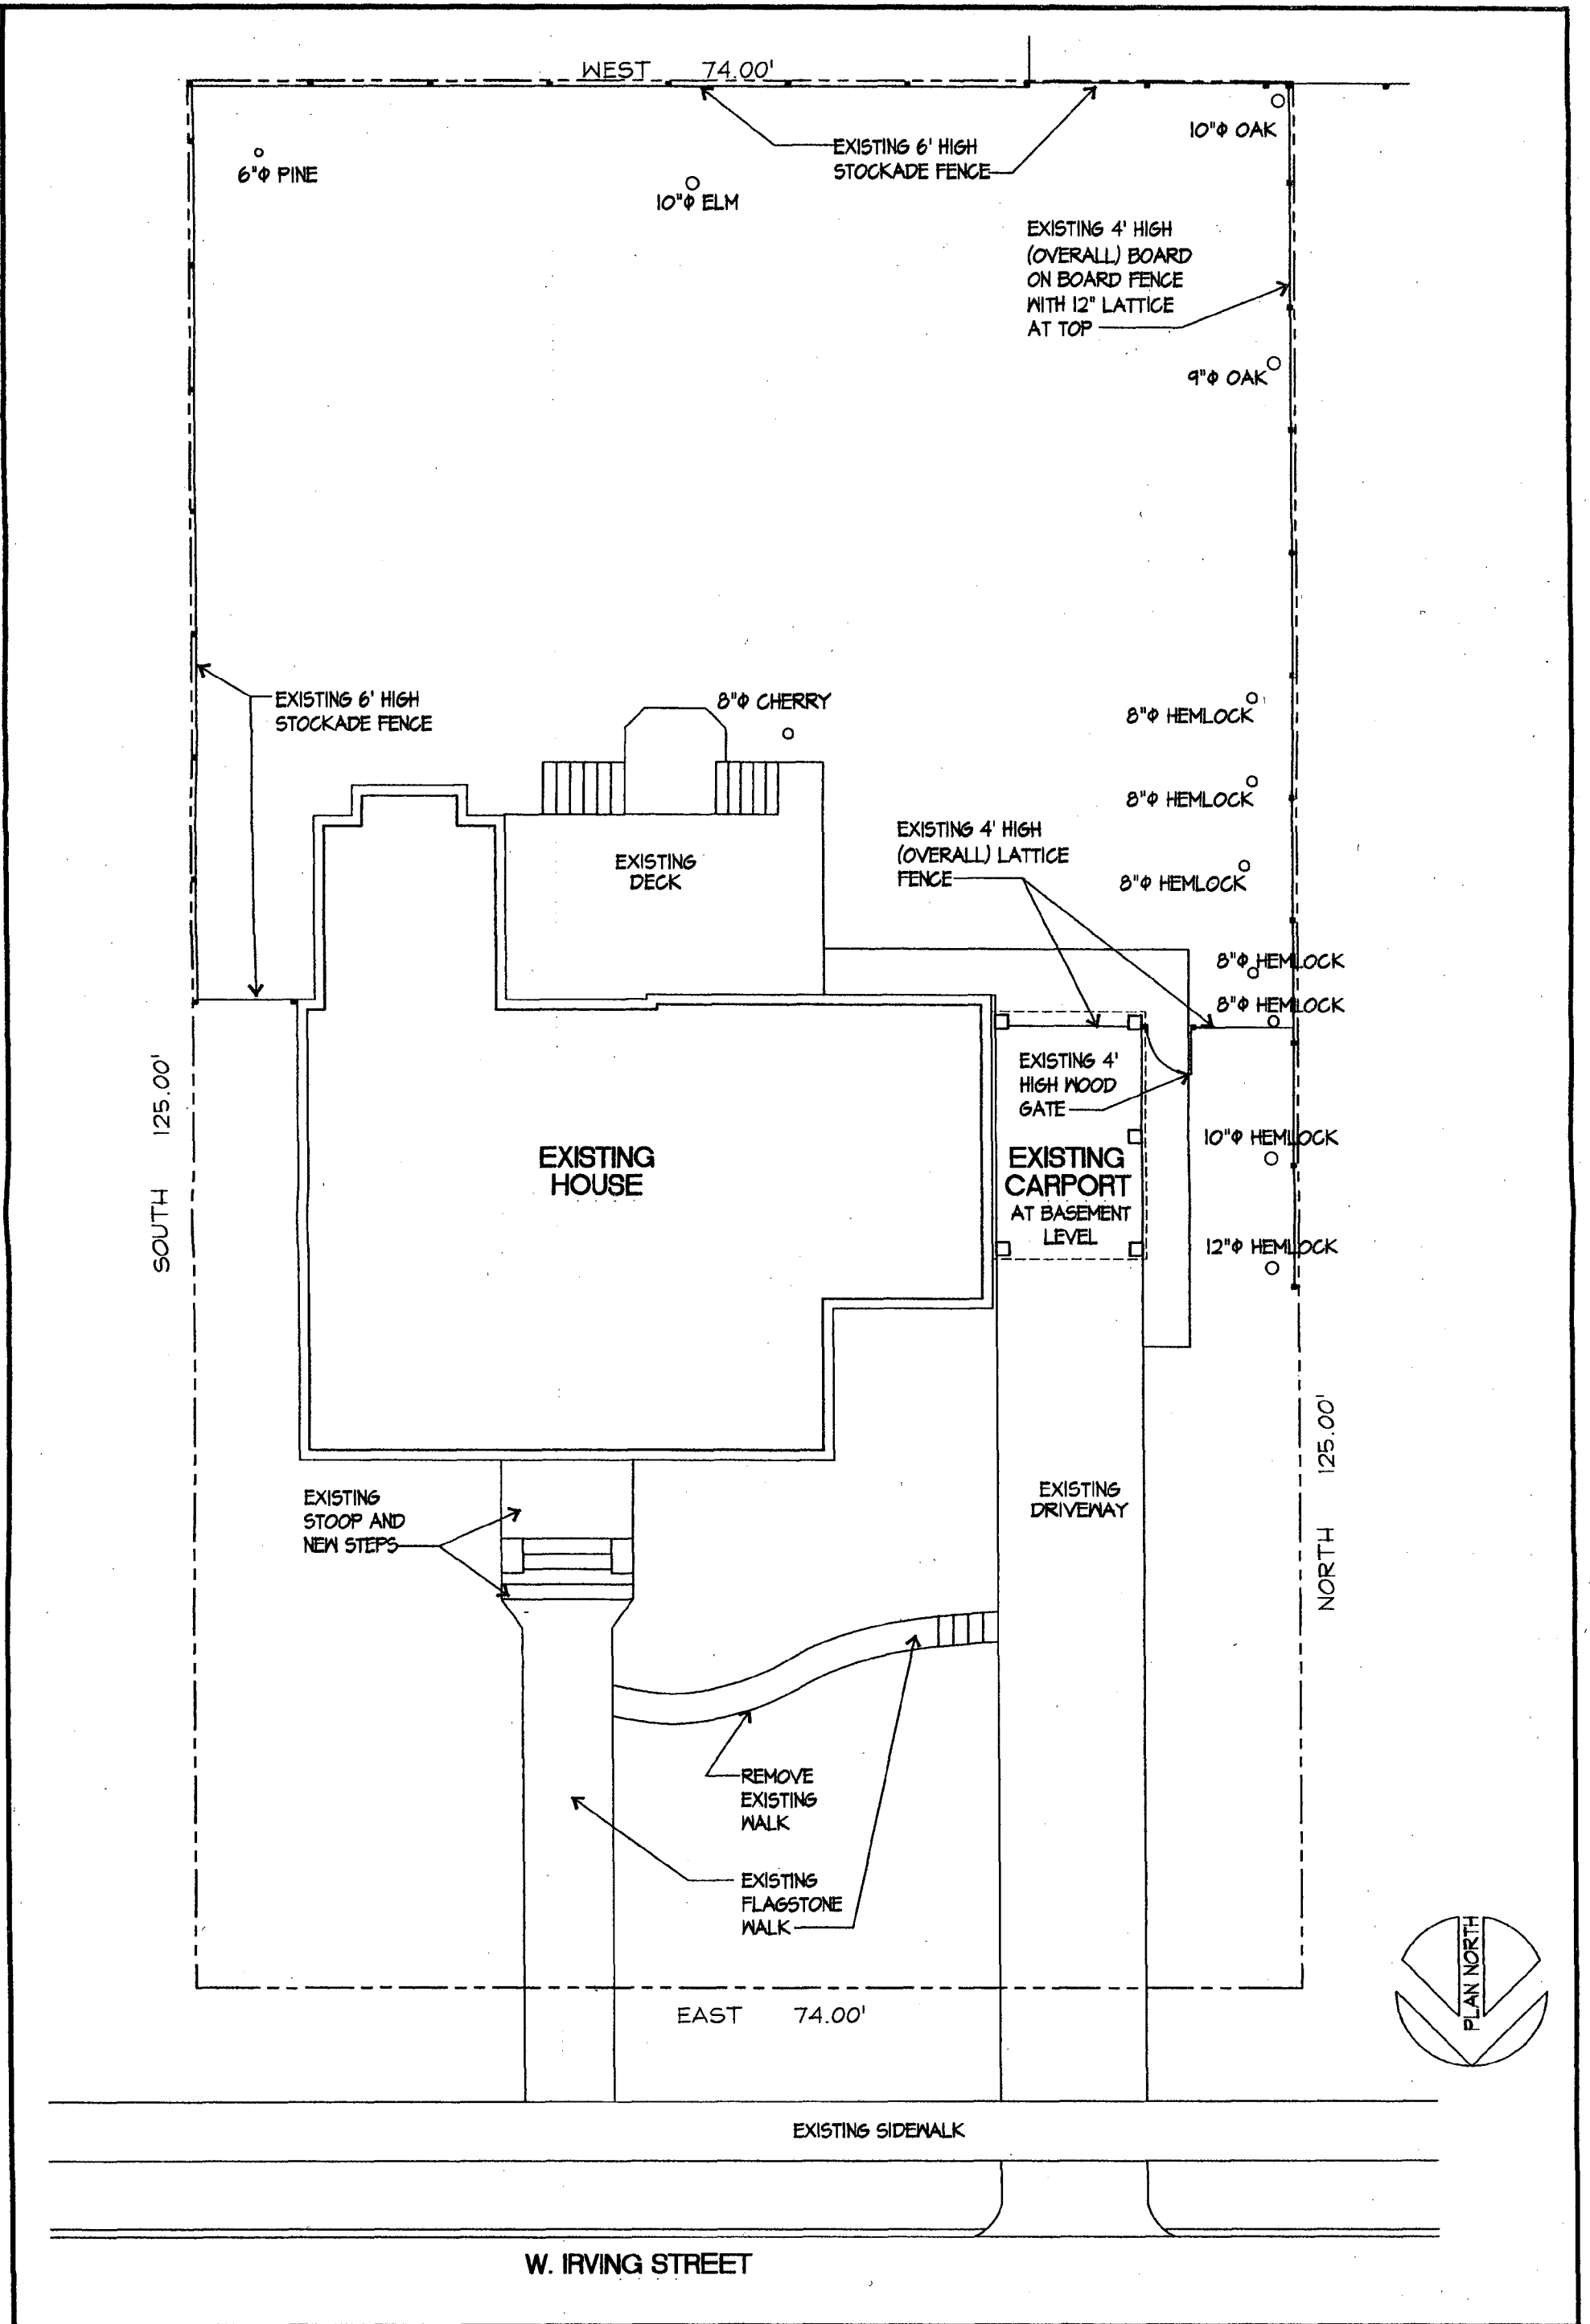 WEST 74.00'
EXISTING 6' HIGH
STOCKADE FENCE
10"Φ OAK
6"Φ PINE
10"Φ ELM
EXISTING 4' HIGH
(OVERALL) BOARD
ON BOARD FENCE
WITH 12" LATTICE
AT TOP
9"Φ OAK
EXISTING 6' HIGH
STOCKADE FENCE
8"Φ CHERRY
8"Φ HEMLOCK
8"Φ HEMLOCK
EXISTING 4' HIGH
(OVERALL) LATTICE
FENCE
EXISTING
DECK
8"Φ HEMLOCK
8"Φ HEMLOCK
8"Φ HEMLOCK
EXISTING 4'
HIGH WOOD
GATE
SOUTH 125.00'
EXISTING
HOUSE
EXISTING
CARPORT
AT BASEMENT
LEVEL
10"Φ HEMLOCK
12"Φ HEMLOCK
NORTH 125.00'
EXISTING
STOOP AND
NEW STEPS
EXISTING
DRIVEWAY
REMOVE
EXISTING
WALK
EXISTING
FLAGSTONE
WALK
PLAN NORTH
EAST 74.00'
EXISTING SIDEWALK
W. IRVING STREET